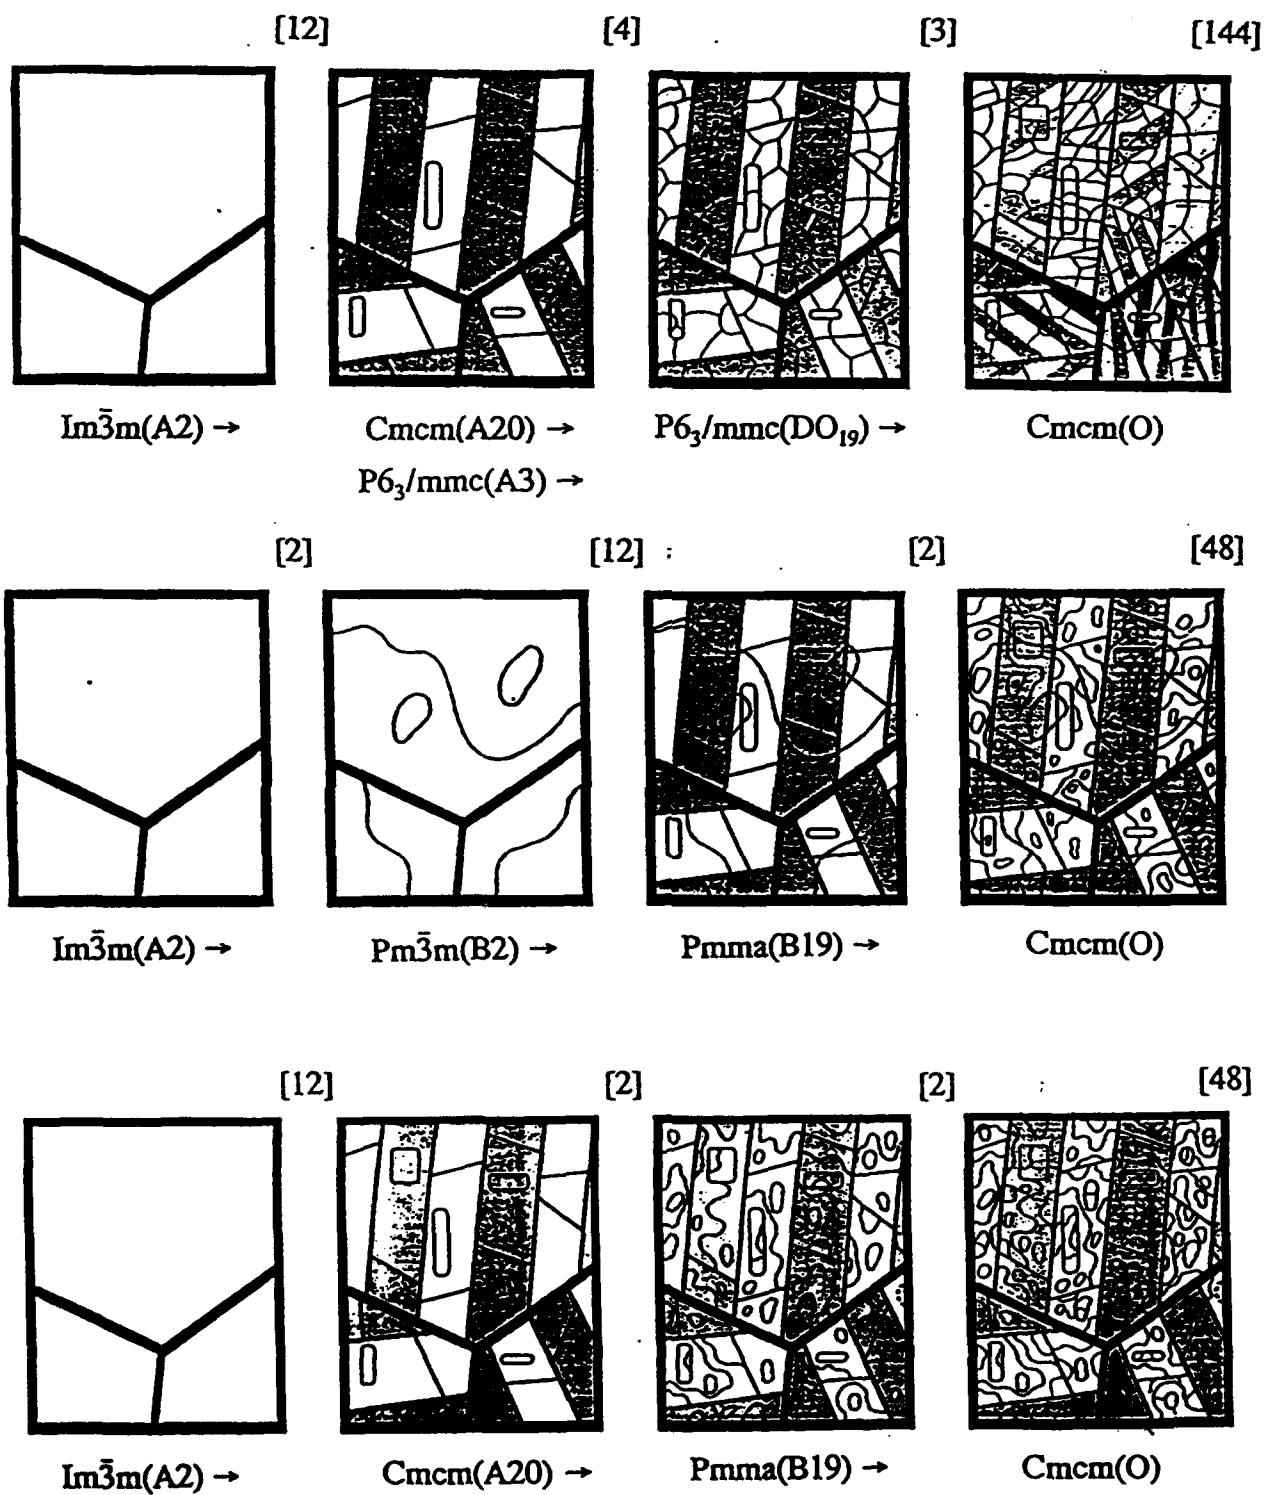 [12] [4] [3] [144]
Im3̄m(A2) → Cmcm(A20) → P6₃/mmc(DO₁₉) → Cmcm(O)
P6₃/mmc(A3) →
[2] [12] [2] [48]
Im3̄m(A2) → Pm3̄m(B2) → Pmma(B19) → Cmcm(O)
[12] [2] [2] [48]
Im3̄m(A2) → Cmcm(A20) → Pmma(B19) → Cmcm(O)